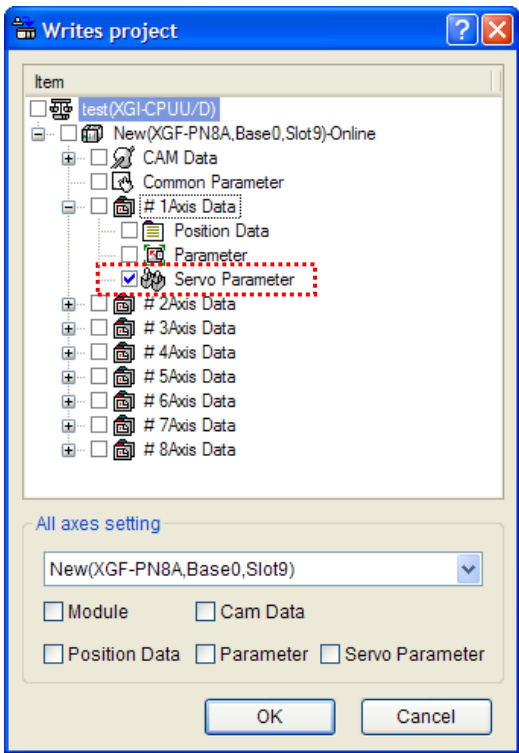 Writes project
Item
test(XGI-CPUU/D)
New(XGF-PN8A,Base0,Slot9)-Online
CAM Data
Common Parameter
# 1Axis Data
Position Data
Parameter
Servo Parameter
# 2Axis Data
# 3Axis Data
# 4Axis Data
# 5Axis Data
# 6Axis Data
# 7Axis Data
# 8Axis Data
All axes setting
New(XGF-PN8A,Base0,Slot9)
Module Cam Data
Position Data Parameter Servo Parameter
OK Cancel